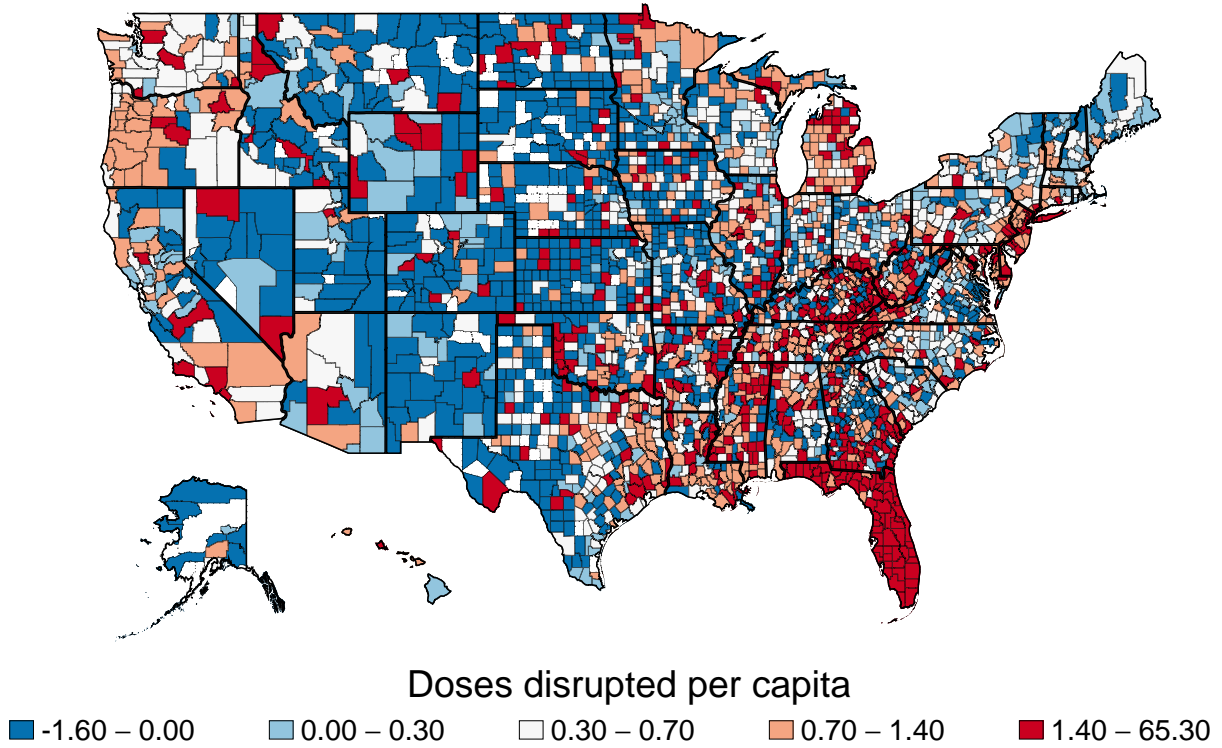 Doses disrupted per capita
-1.60 – 0.00 0.00 – 0.30 0.30 – 0.70 0.70 – 1.40 1.40 – 65.30